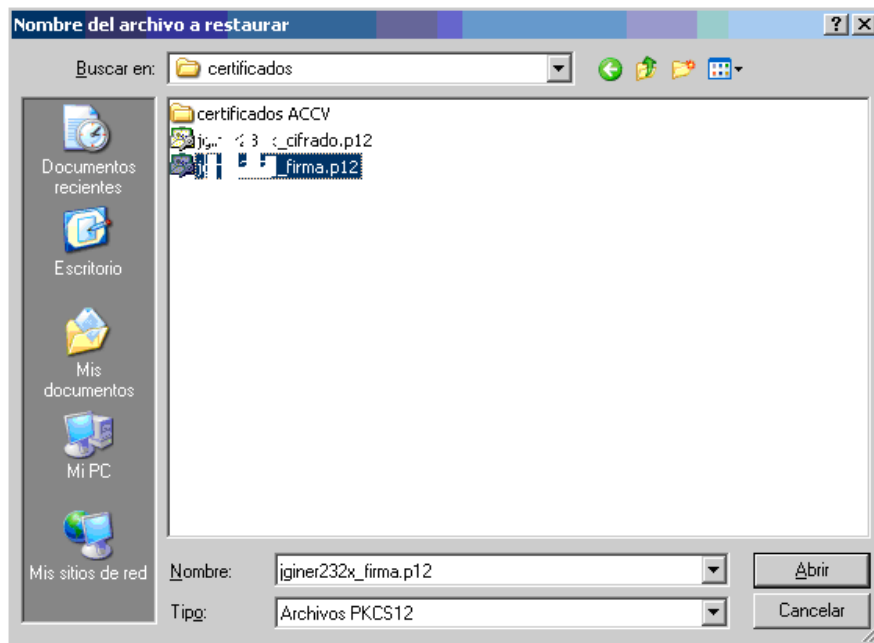 Nombre del archivo a restaurar
Buscar en: certificados
certificados ACCV
_cifrado.p12
_firma.p12
Documentos
recientes
Escritorio
Mis
documentos
Mi PC
Mis sitios de red
Nombre: jginer232x_firma.p12 Abrir
Tipo: Archivos PKCS12 Cancelar